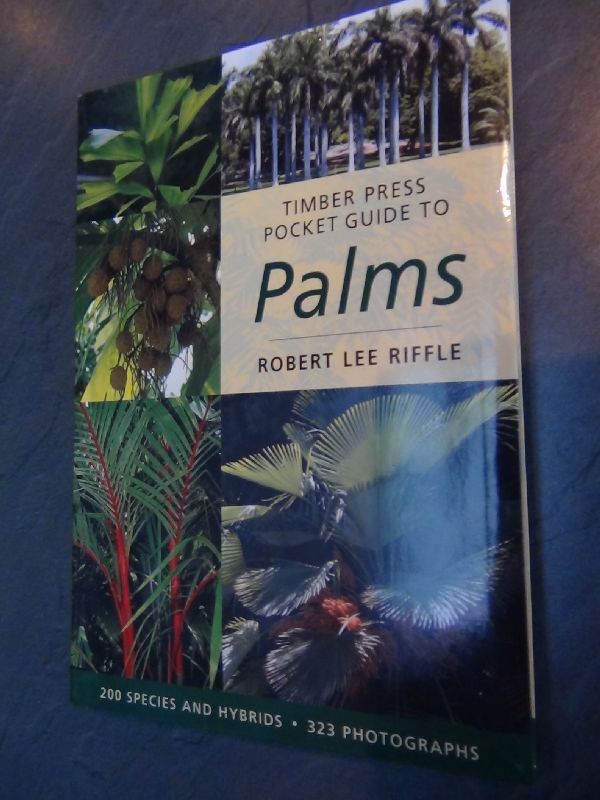 TIMBER PRESS
POCKET GUIDE TO
Palms
ROBERT LEE RIFFLE
200 SPECIES AND HYBRIDS • 323 PHOTOGRAPHS